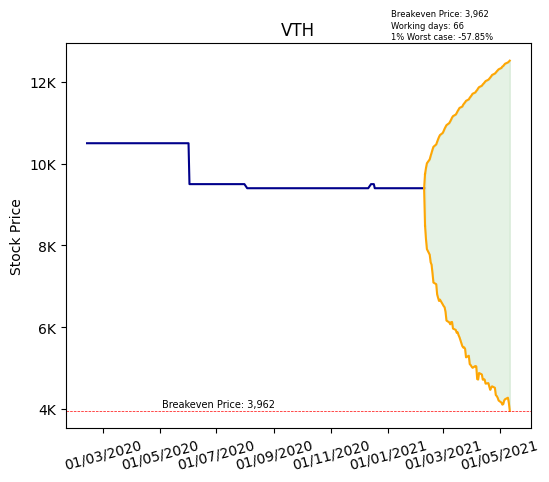 Breakeven Price: 3,962
Working days: 66
1% Worst case: -57.85%
VTH
Stock Price
12K
10K
8K
6K
4K
Breakeven Price: 3,962
01/03/2020
01/05/2020
01/07/2020
01/09/2020
01/11/2020
01/01/2021
01/03/2021
01/05/2021